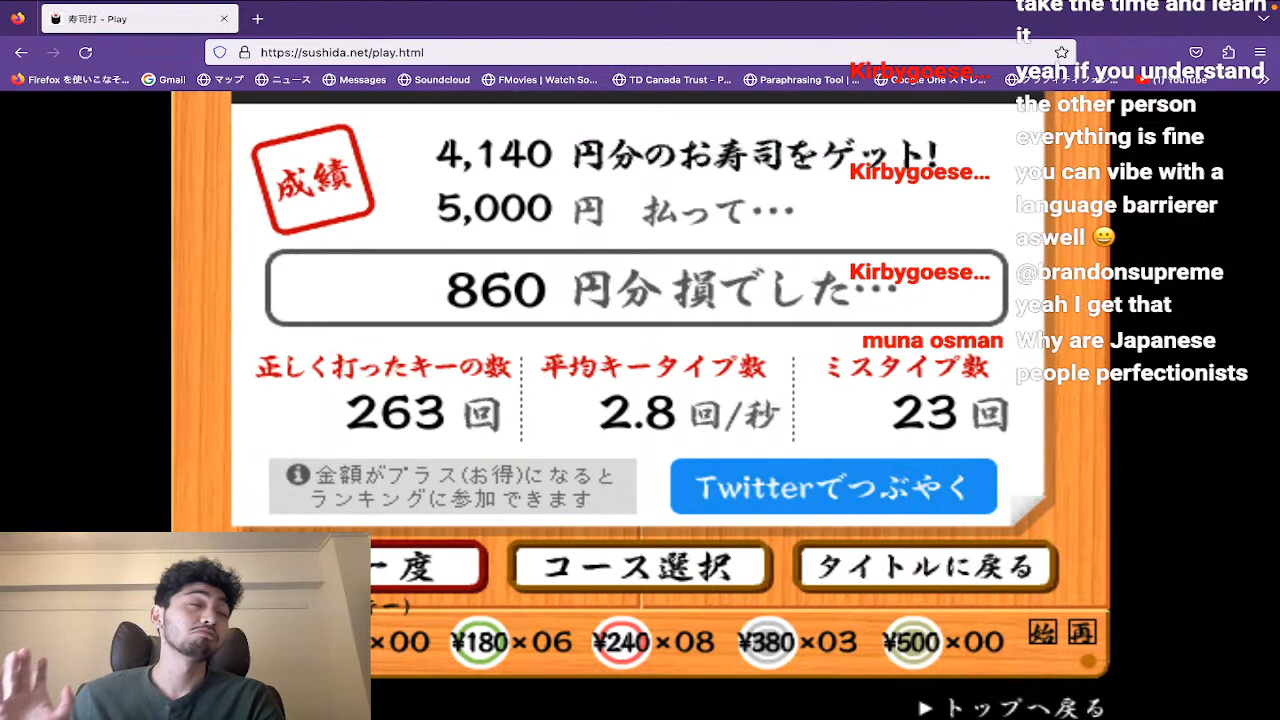 寿司打 - Play
https://sushida.net/play.html
Firefox を使いこなそ...
Gmail
マップ
ニュース
Messages
Soundcloud
FMovies | Watch So...
TD Canada Trust - P...
Paraphrasing Tool | ...
Google One ストレ...
YouTube
take the time and learn
it
Kirbygoese... yeah if you understand
the other person
everything is fine
Kirbygoese... you can vibe with a
language barrierer
aswell 😀
Kirbygoese... @brandonsupreme
yeah I get that
muna osman Why are Japanese
people perfectionists
成績
4,140 円分のお寿司をゲット!
5,000 円 払って…
860 円分 損でした…
正しく打ったキーの数
263 回
平均キータイプ数
2.8 回/秒
ミスタイプ数
23 回
金額がプラス(お得)になると
ランキングに参加できます
Twitterでつぶやく
一度
コース選択
タイトルに戻る
×00
¥180×06
¥240×08
¥380×03
¥500×00
始 再
▶トップへ戻る